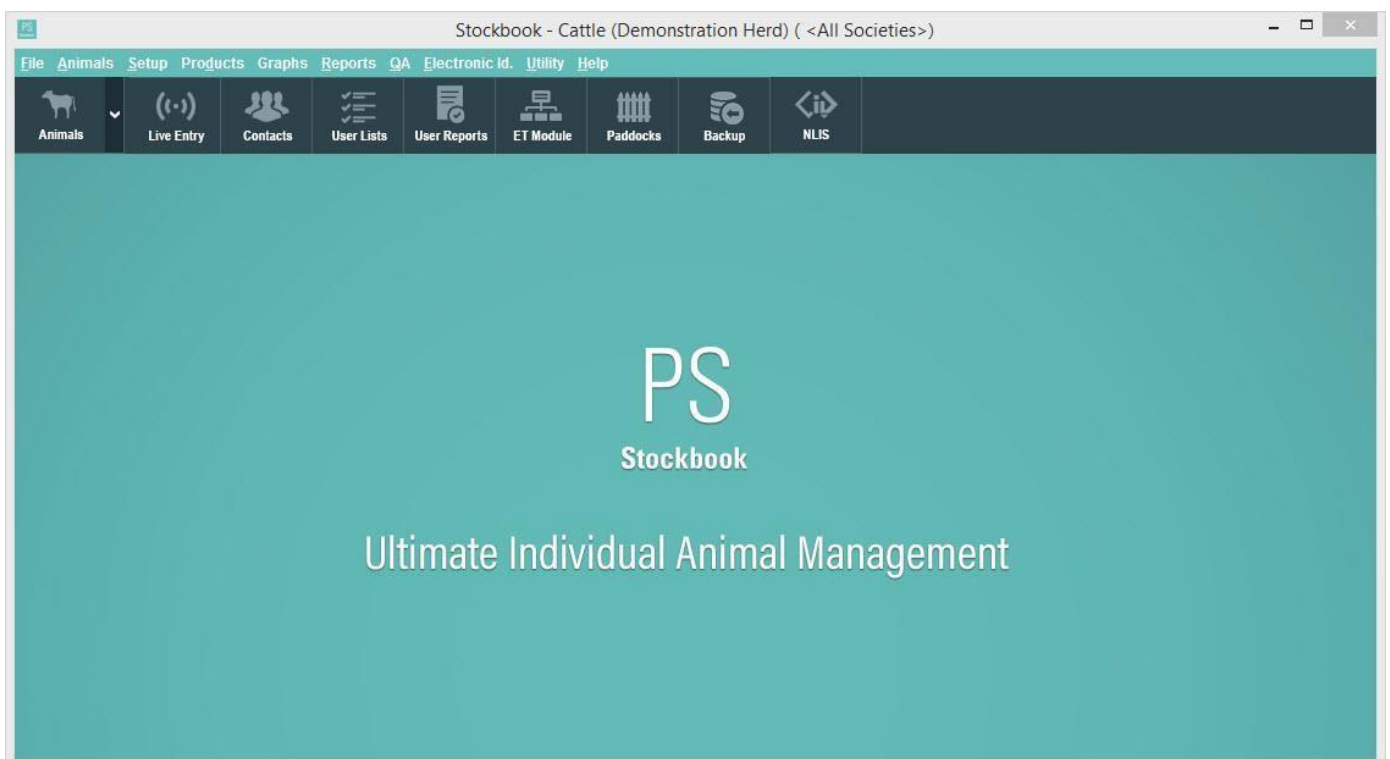 PS
Stockbook - Cattle (Demonstration Herd) ( <All Societies>)
File Animals Setup Products Graphs Reports QA Electronic Id. Utility Help
Animals Live Entry Contacts User Lists User Reports ET Module Paddocks Backup NLIS
PS
Stockbook
Ultimate Individual Animal Management